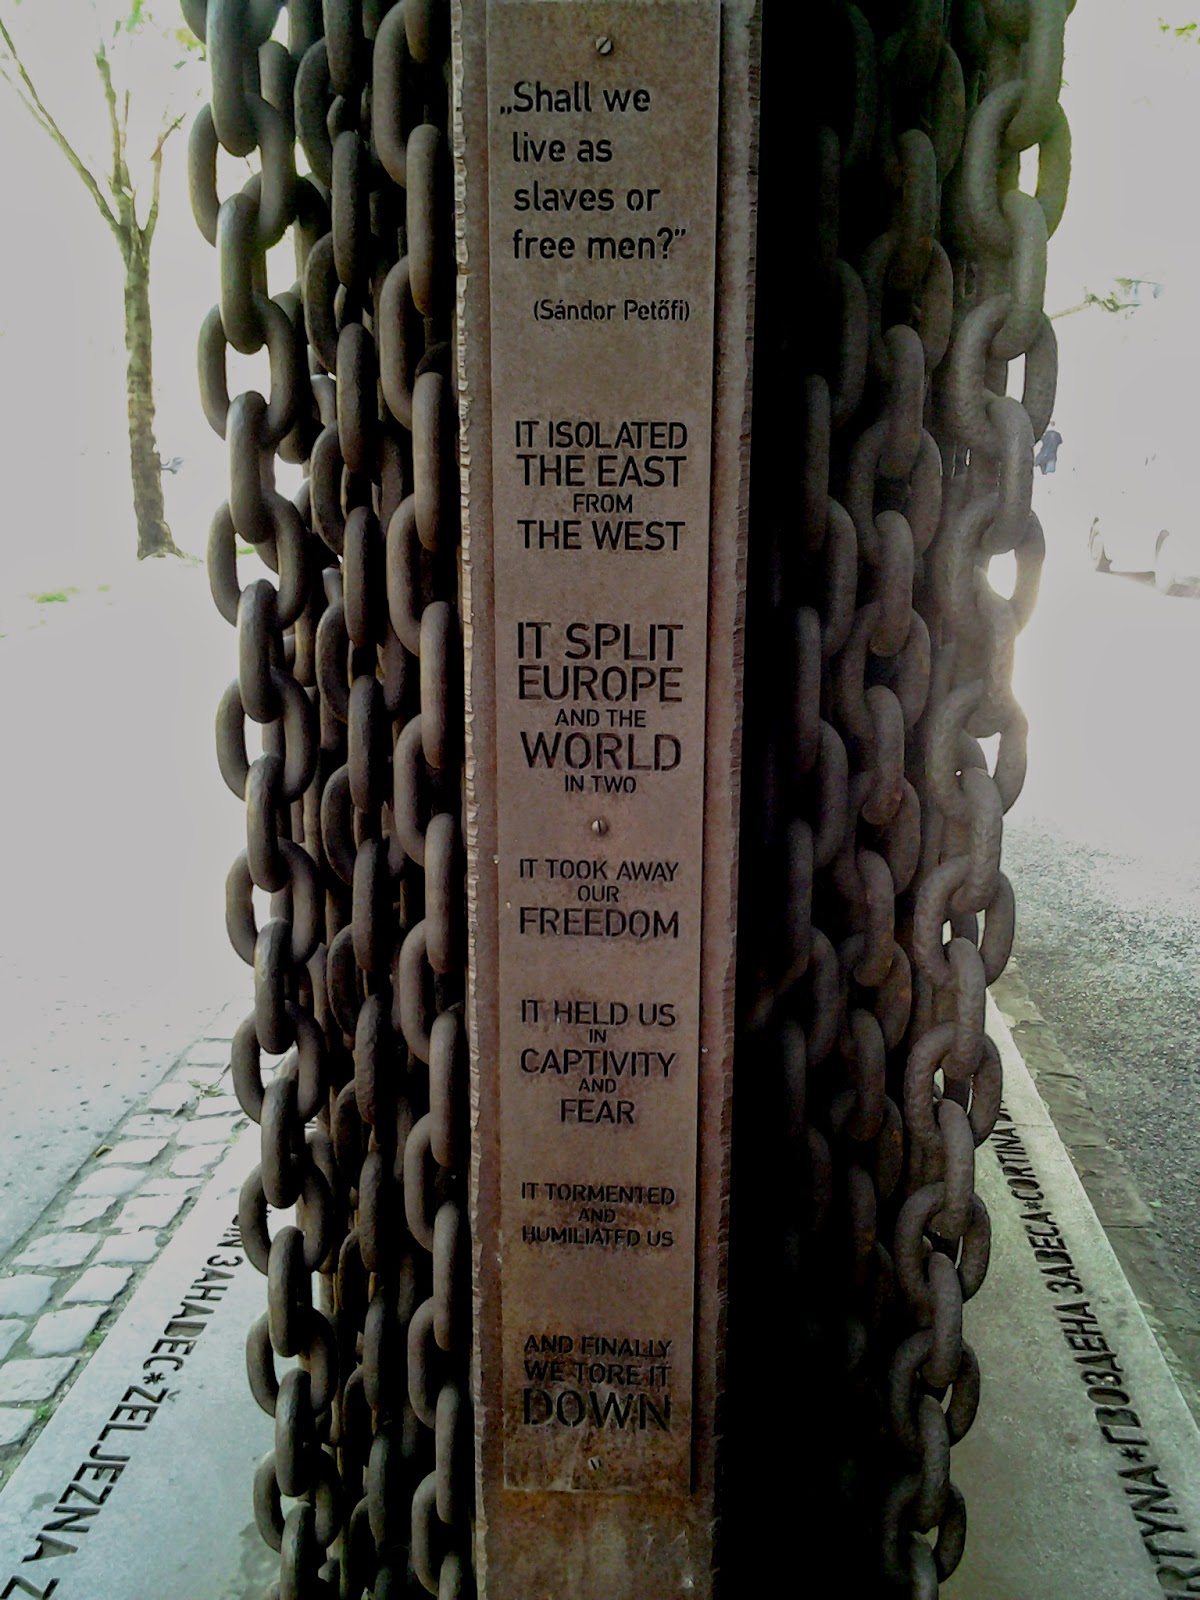 „Shall we
live as
slaves or
free men?”
(Sándor Petőfi)
IT ISOLATED
THE EAST
FROM
THE WEST
IT SPLIT
EUROPE
AND THE
WORLD
IN TWO
IT TOOK AWAY
OUR
FREEDOM
IT HELD US
IN
CAPTIVITY
AND
FEAR
IT TORMENTED
AND
HUMILIATED US
AND FINALLY
WE TORE IT
DOWN
ЗАНАВЕС*ŽELJEZNA
ГВОЗДЕНА ЗАВЕСА*CORTINA